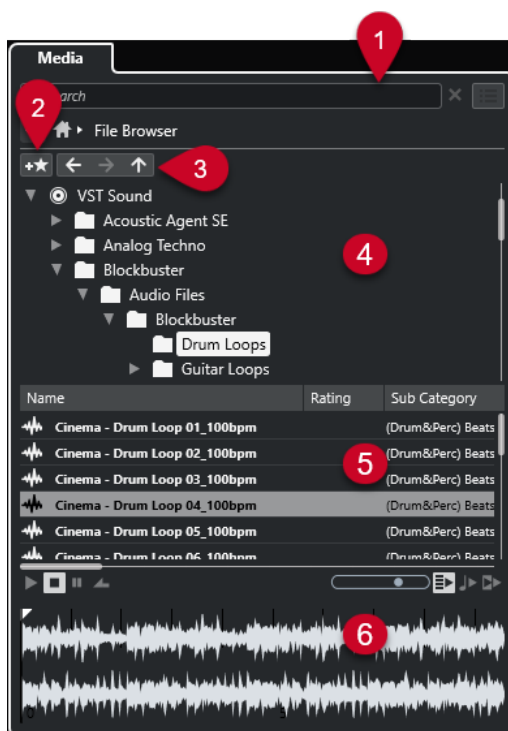 1
Media
2
arch
File Browser
3
VST Sound
Acoustic Agent SE
Analog Techno
4
Blockbuster
Audio Files
Blockbuster
Drum Loops
Guitar Loops
Name Rating Sub Category
Cinema - Drum Loop 01_100bpm (Drum&Perc) Beats
Cinema - Drum Loop 02_100bpm (Drum&Perc) Beats
Cinema - Drum Loop 03_100bpm (Drum&Perc) Beats
5
Cinema - Drum Loop 04_100bpm (Drum&Perc) Beats
Cinema - Drum Loop 05_100bpm (Drum&Perc) Beats
Cinema - Drum Loop 06_100bpm (Drum&Perc) Beats
6
0